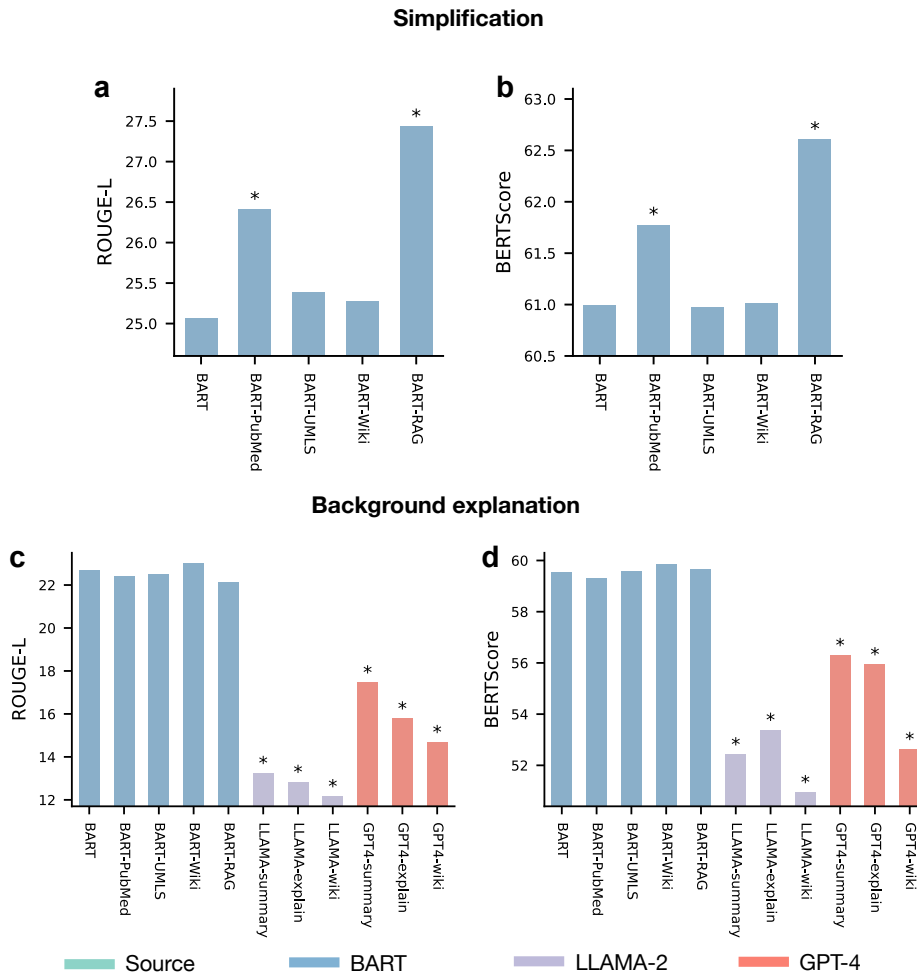 Simplification
a
b
ROUGE-L
27.5
27.0
26.5
26.0
25.5
25.0
*
*
BART
BART-PubMed
BART-UMLS
BART-Wiki
BART-RAG
BERTScore
63.0
62.5
62.0
61.5
61.0
60.5
*
*
BART
BART-PubMed
BART-UMLS
BART-Wiki
BART-RAG
Background explanation
c
d
ROUGE-L
22
20
18
16
14
12
*
*
*
*
*
*
BART
BART-PubMed
BART-UMLS
BART-Wiki
BART-RAG
LLAMA-summary
LLAMA-explain
LLAMA-wiki
GPT4-summary
GPT4-explain
GPT4-wiki
BERTScore
60
58
56
54
52
*
*
*
*
*
*
BART
BART-PubMed
BART-UMLS
BART-Wiki
BART-RAG
LLAMA-summary
LLAMA-explain
LLAMA-wiki
GPT4-summary
GPT4-explain
GPT4-wiki
Source
BART
LLAMA-2
GPT-4